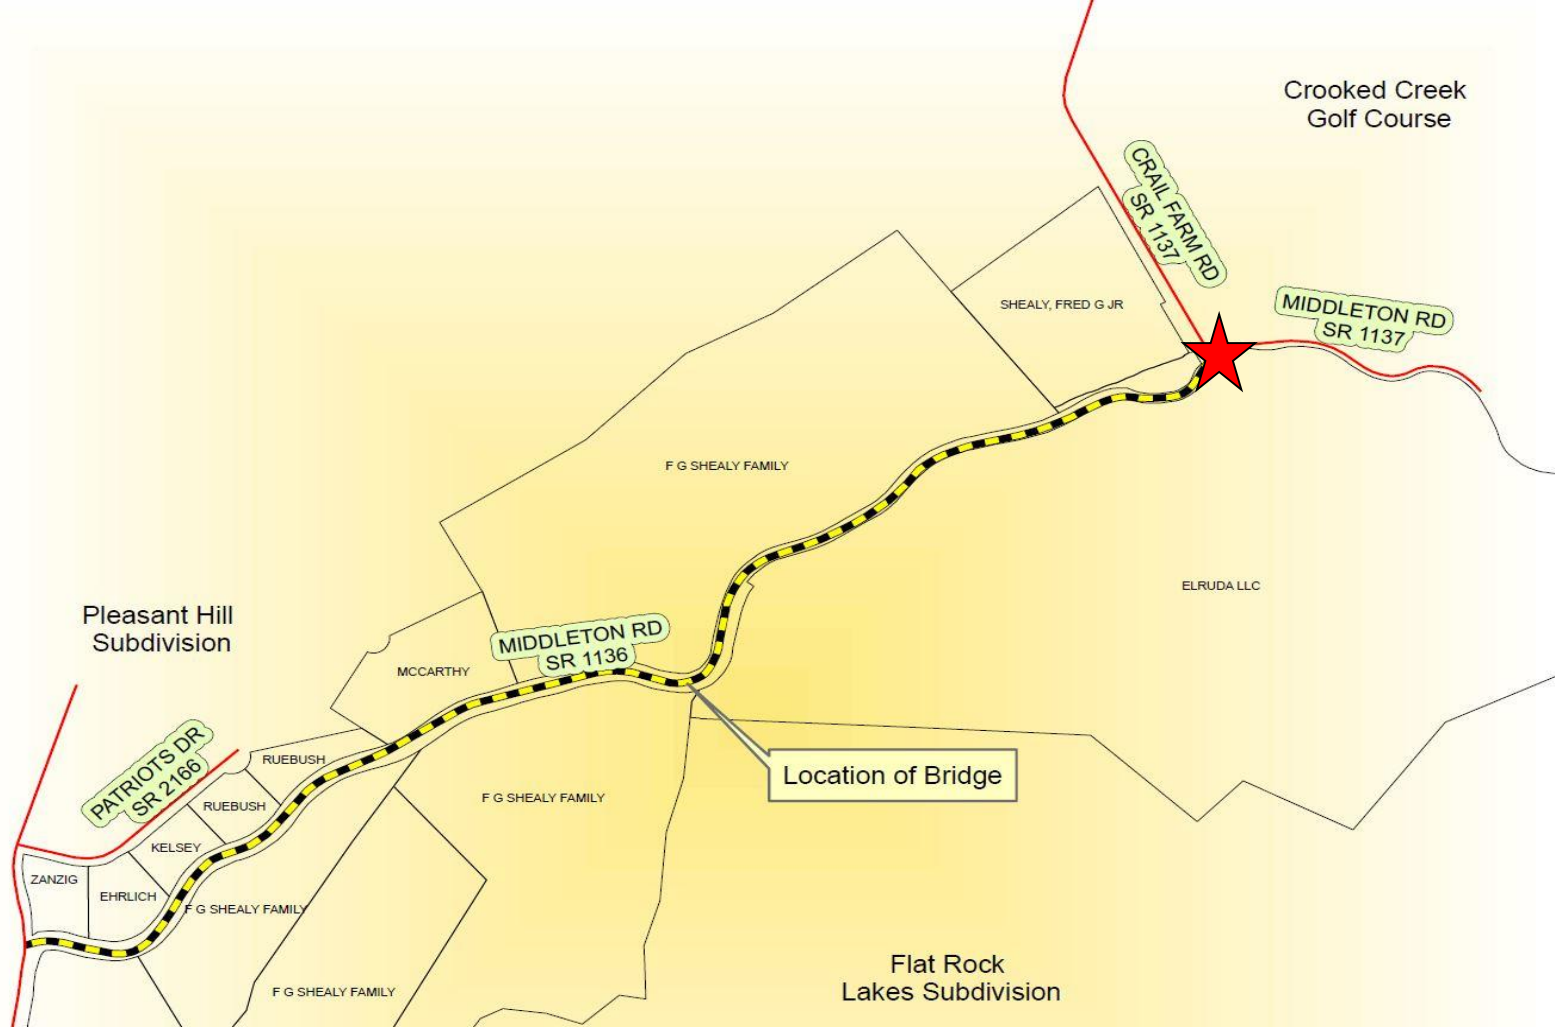 Crooked Creek
Golf Course
CRAIL FARM RD
SR 1137
MIDDLETON RD
SR 1137
SHEALY, FRED G JR
F G SHEALY FAMILY
ELRUDA LLC
Pleasant Hill
Subdivision
MIDDLETON RD
SR 1136
MCCARTHY
PATRIOTS DR
SR 2166
RUEBUSH
Location of Bridge
F G SHEALY FAMILY
RUEBUSH
KELSEY
ZANZIG
EHRLICH
F G SHEALY FAMILY
Flat Rock
Lakes Subdivision
F G SHEALY FAMILY